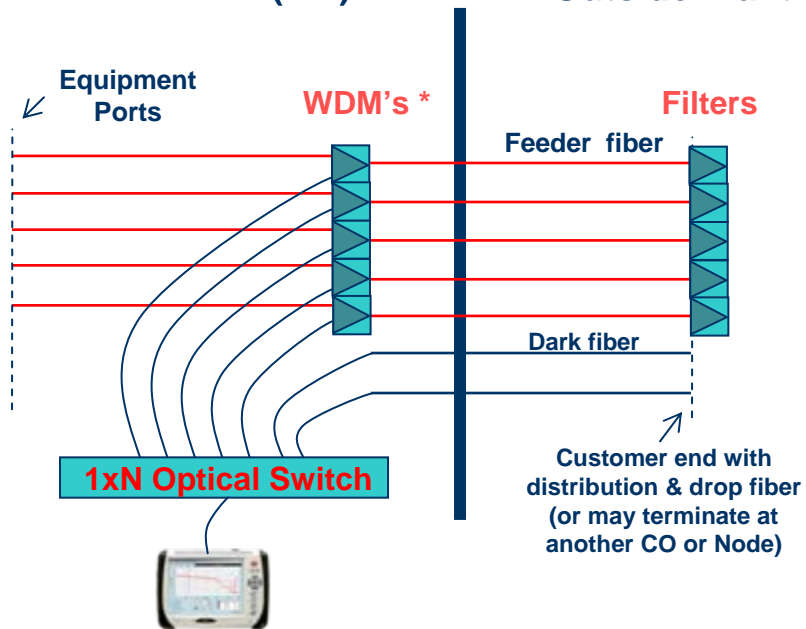 Equipment
Ports
WDM's *
Filters
Feeder fiber
Dark fiber
1xN Optical Switch
Customer end with
distribution & drop fiber
(or may terminate at
another CO or Node)